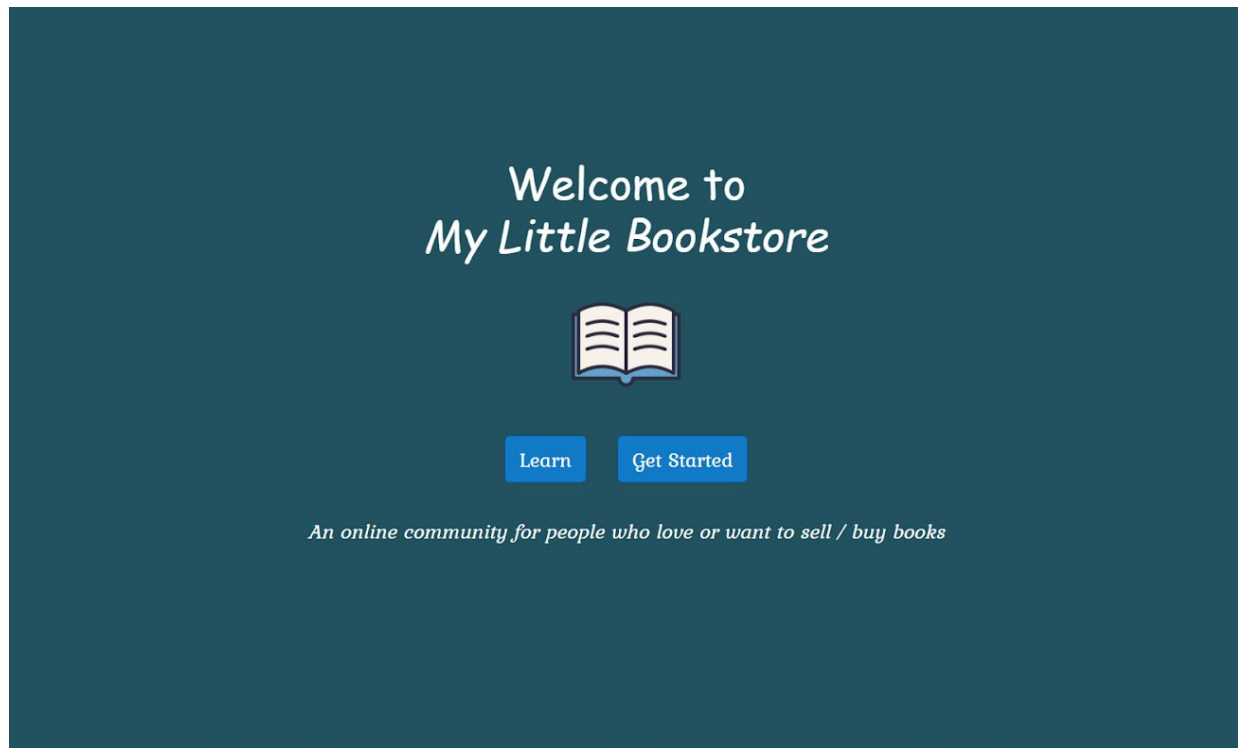 Welcome to
My Little Bookstore
Learn
Get Started
An online community for people who love or want to sell / buy books